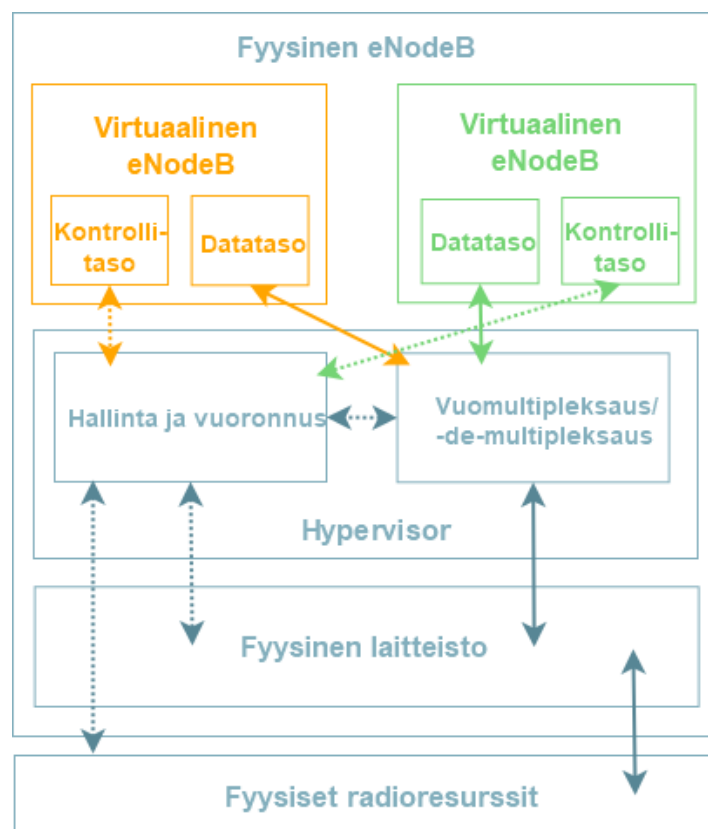 Fyysinen eNodeB
Virtuaalinen
eNodeB
Kontrolli-
taso
Datataso
Virtuaalinen
eNodeB
Datataso
Kontrolli-
taso
Hallinta ja vuoronnus
Vuomultipleksaus/
-de-multipleksaus
Hypervisor
Fyysinen laitteisto
Fyysiset radioresurssit